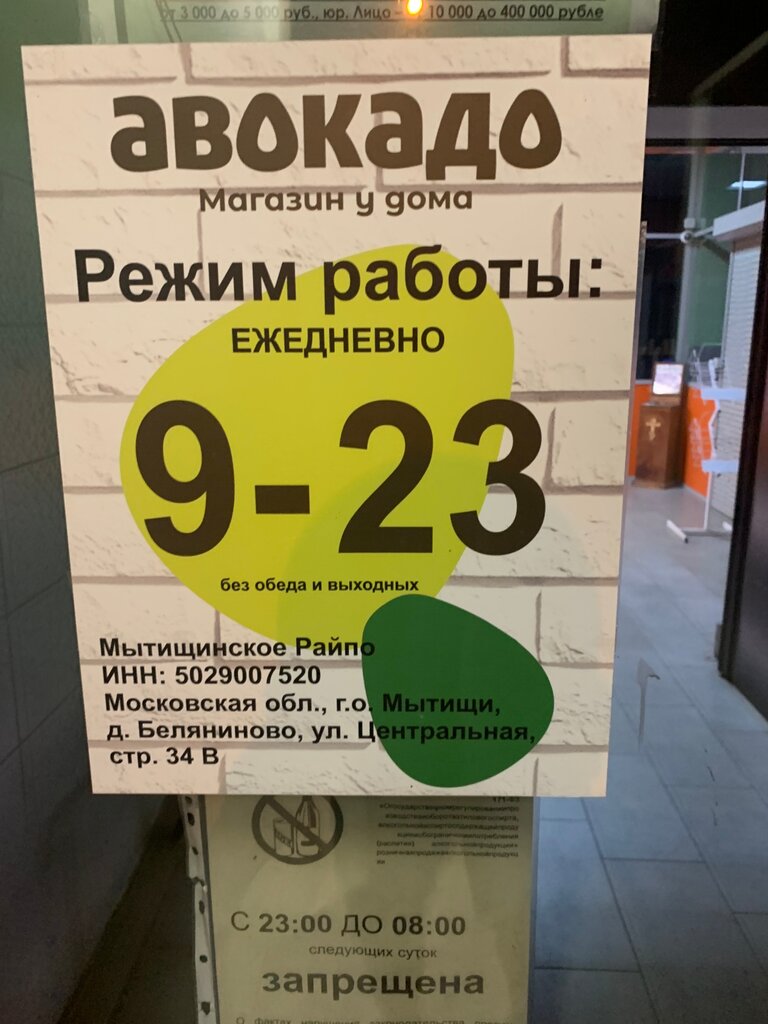 от 3 000 до 5 000 руб., юр. Лицо – 10 000 до 400 000 рубле
авокадо
Магазин у дома
Режим работы:
ЕЖЕДНЕВНО
9-23
без обеда и выходных
Мытищинское Райпо
ИНН: 5029007520
Московская обл., г.о. Мытищи,
д. Беляниново, ул. Центральная,
стр. 34 В
С 23:00 ДО 08:00
следующих суток
запрещена